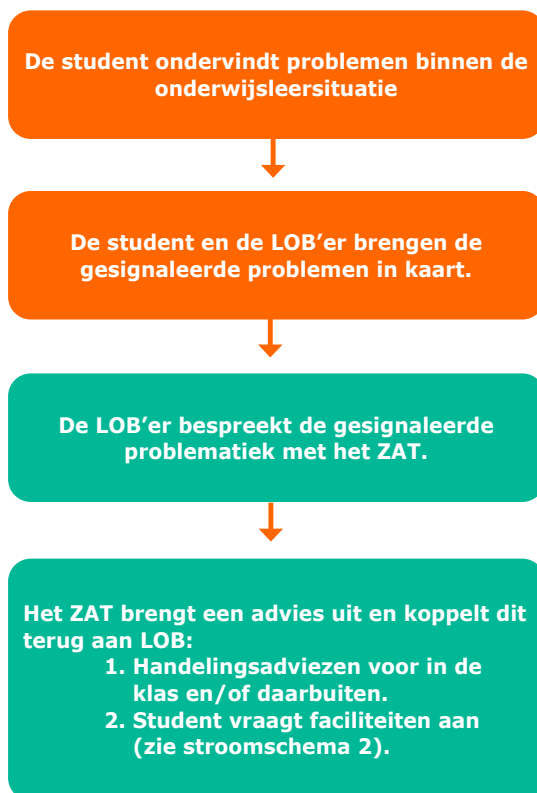 De student ondervindt problemen binnen de
onderwijsleersituatie
De student en de LOB’er brengen de
gesignaleerde problemen in kaart.
De LOB’er bespreekt de gesignaleerde
problematiek met het ZAT.
Het ZAT brengt een advies uit en koppelt dit
terug aan LOB:
1. Handelingsadviezen voor in de
klas en/of daarbuiten.
2. Student vraagt faciliteiten aan
(zie stroomschema 2).